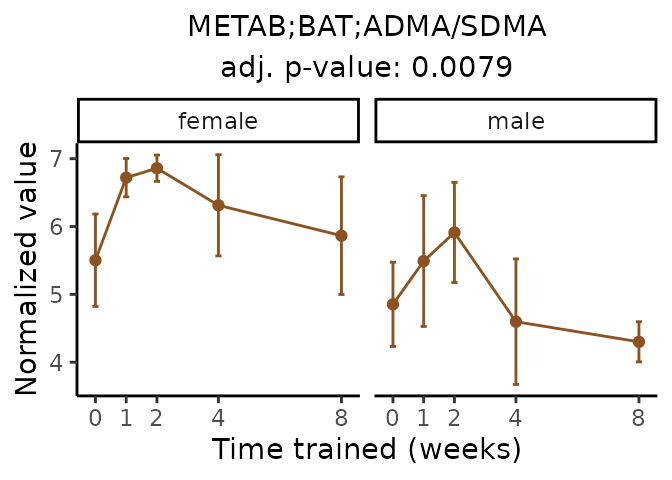 METAB;BAT;ADMA/SDMA
adj. p-value: 0.0079
female
male
Normalized value
7
6
5
4
0 1 2 4 8
0 1 2 4 8
Time trained (weeks)